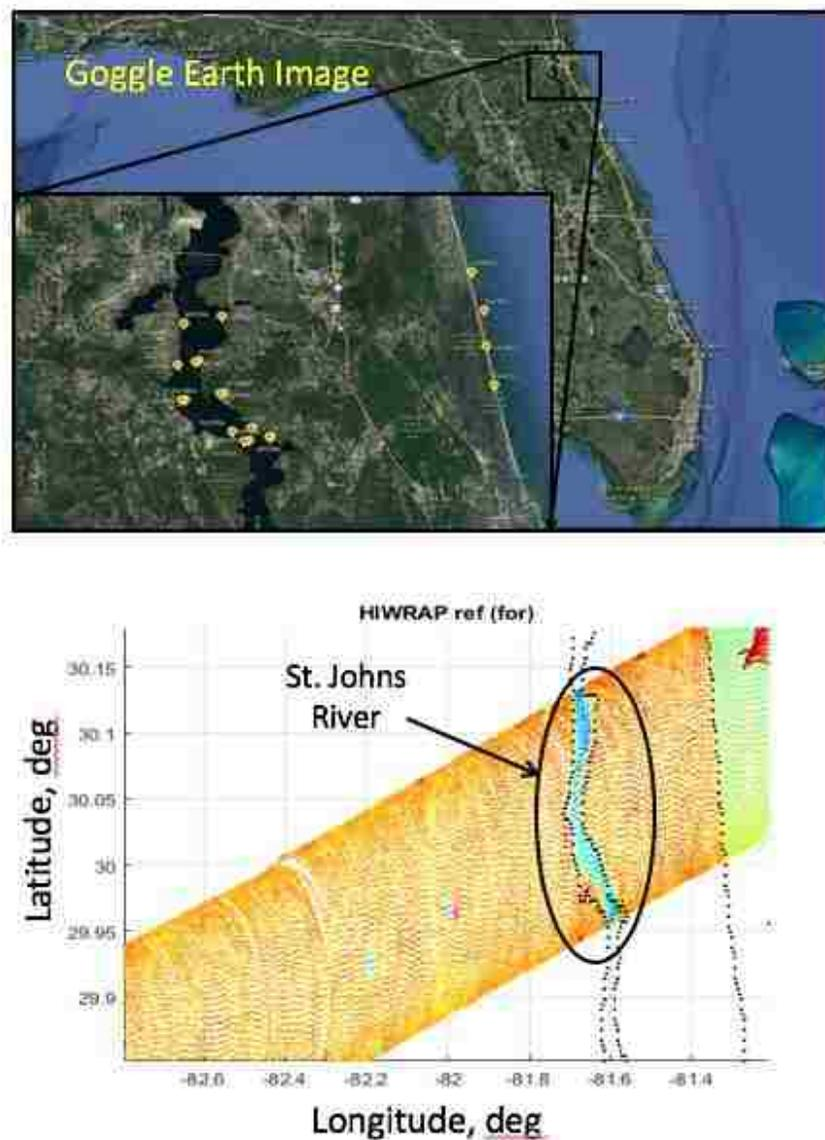 Goggle Earth Image
HIWRAP ref (for)
St. Johns
River
Latitude, deg
30.15
30.1
30.05
30
29.95
29.9
-82.6
-82.4
-82.2
-82
-81.8
-81.6
-81.4
Longitude, deg